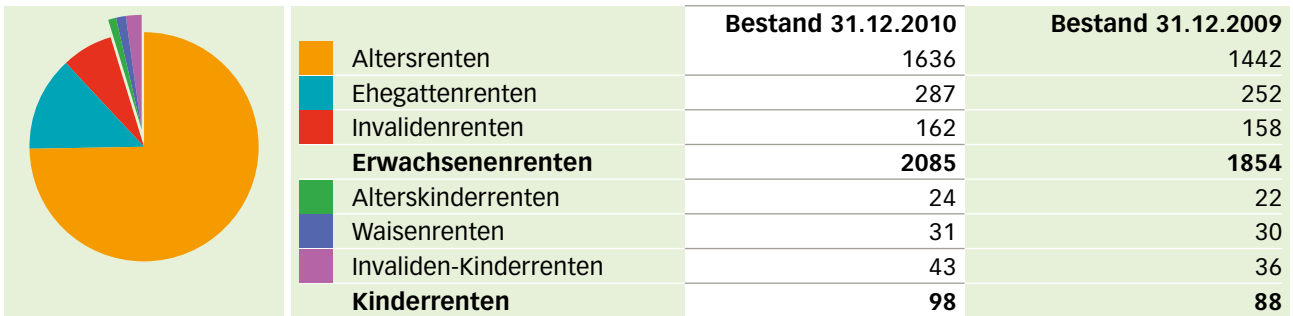 Bestand 31.12.2010 Bestand 31.12.2009
Altersrenten 1636 1442
Ehegattenrenten 287 252
Invalidenrenten 162 158
Erwachsenenrenten 2085 1854
Alterskinderrenten 24 22
Waisenrenten 31 30
Invaliden-Kinderrenten 43 36
Kinderrenten 98 88